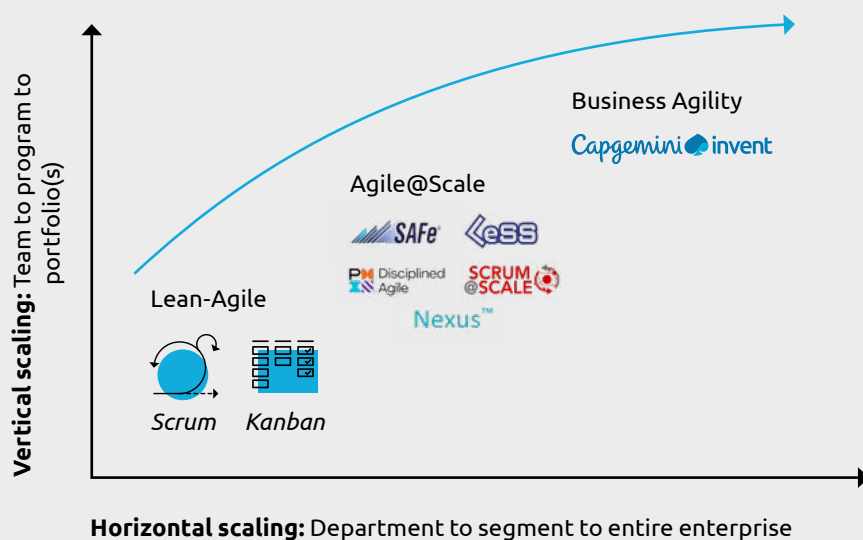 Vertical scaling: Team to program to
portfolio(s)
Business Agility
Capgemini invent
Agile@Scale
SAFe®
LeSS
PM Disciplined
Agile
SCRUM
@SCALE
Nexus™
Lean-Agile
Scrum
Kanban
Horizontal scaling: Department to segment to entire enterprise